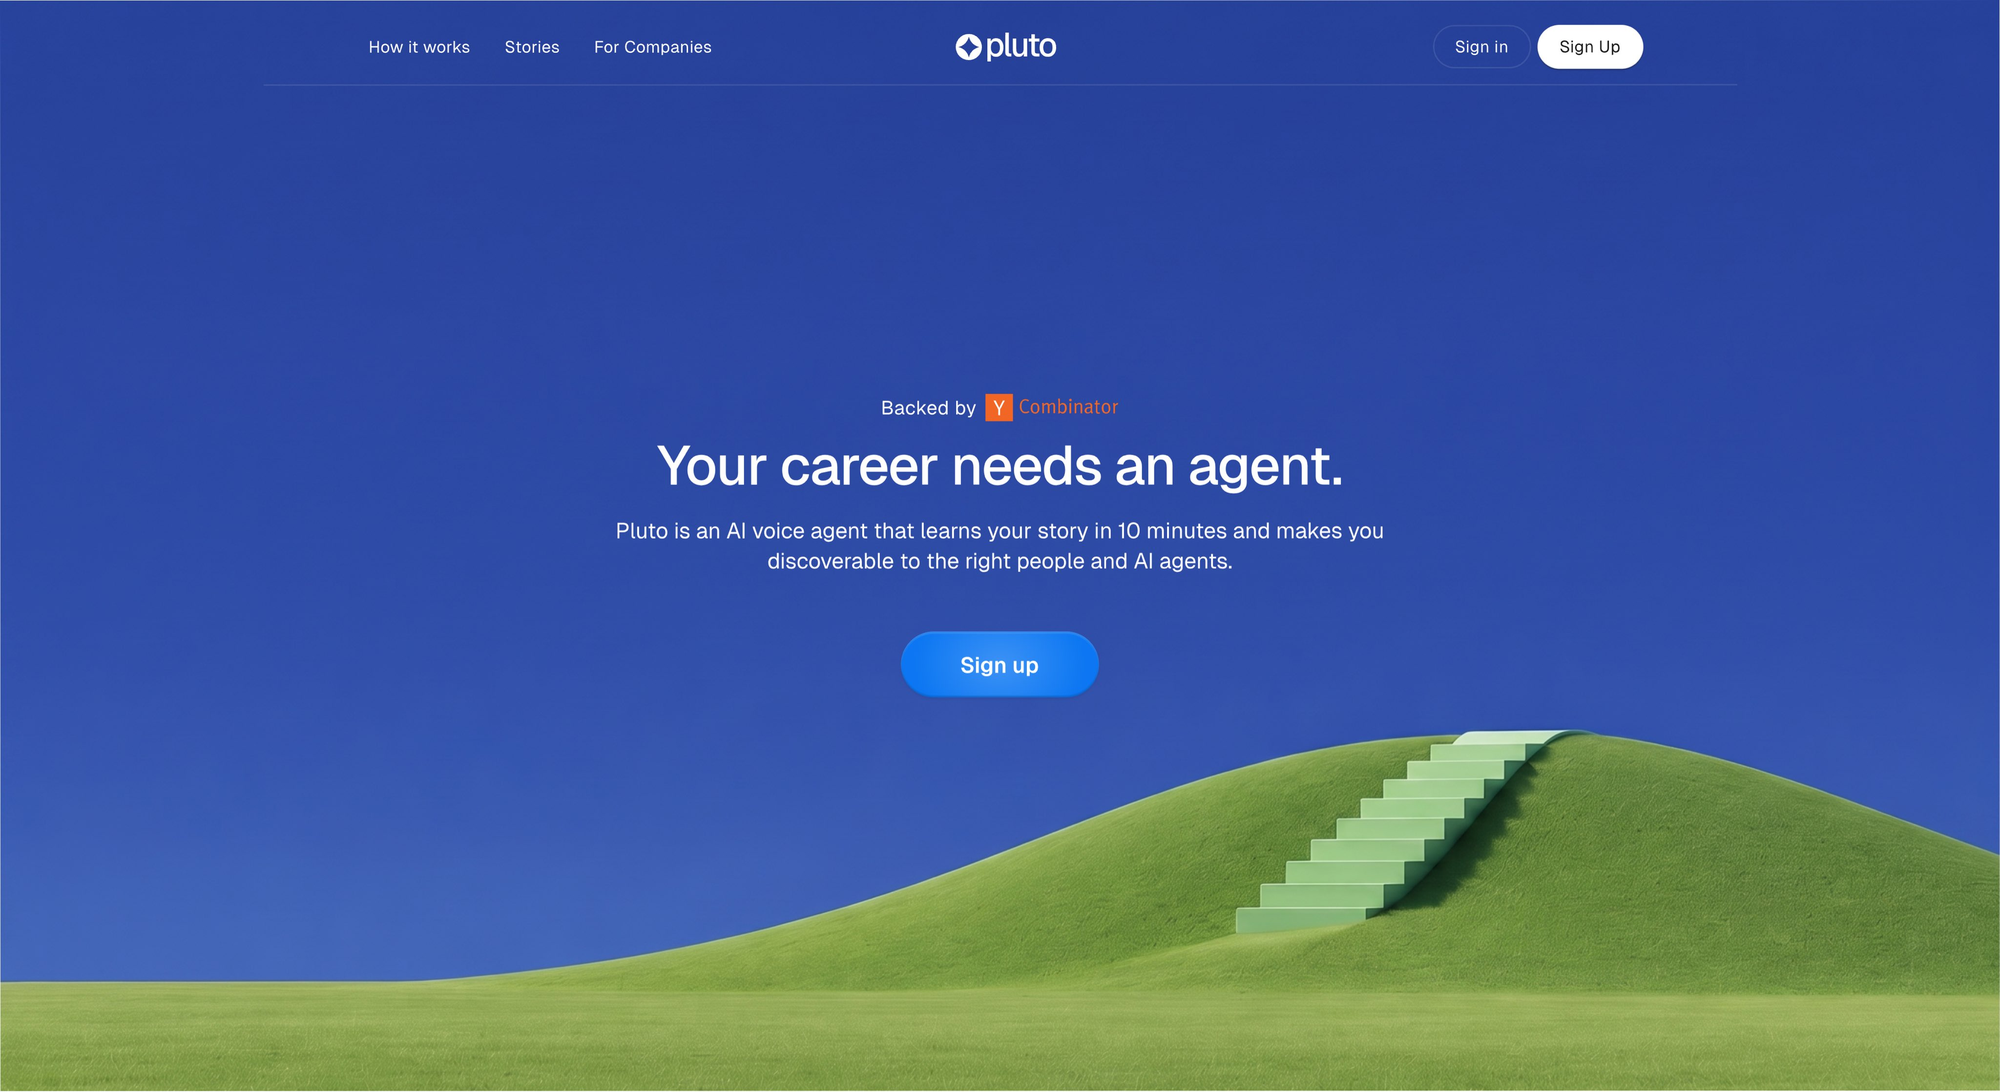 How it works
Stories
For Companies
pluto
Sign in
Sign Up
Backed by Y Combinator
Your career needs an agent.
Pluto is an AI voice agent that learns your story in 10 minutes and makes you
discoverable to the right people and AI agents.
Sign up